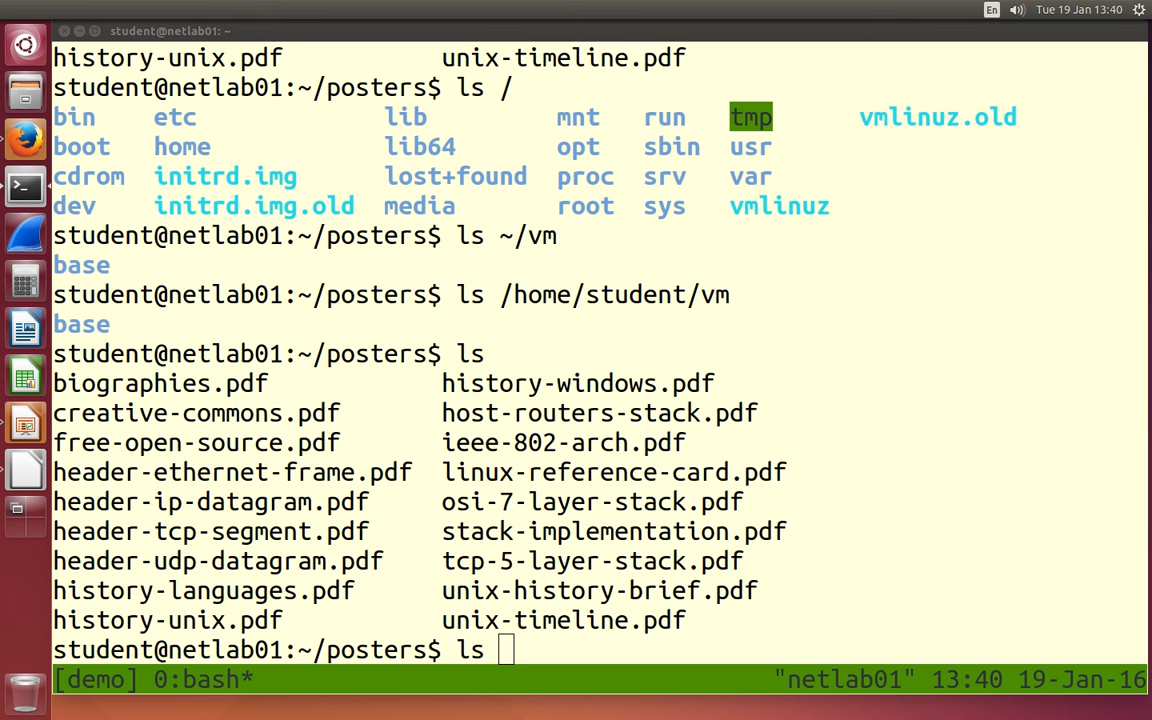 En Tue 19 Jan 13:40
student@netlab01: ~
history-unix.pdf unix-timeline.pdf
student@netlab01:~/posters$ ls /
bin etc lib mnt run tmp vmlinuz.old
boot home lib64 opt sbin usr
cdrom initrd.img lost+found proc srv var
dev initrd.img.old media root sys vmlinuz
student@netlab01:~/posters$ ls ~/vm
base
student@netlab01:~/posters$ ls /home/student/vm
base
student@netlab01:~/posters$ ls
biographies.pdf history-windows.pdf
creative-commons.pdf host-routers-stack.pdf
free-open-source.pdf ieee-802-arch.pdf
header-ethernet-frame.pdf linux-reference-card.pdf
header-ip-datagram.pdf osi-7-layer-stack.pdf
header-tcp-segment.pdf stack-implementation.pdf
header-udp-datagram.pdf tcp-5-layer-stack.pdf
history-languages.pdf unix-history-brief.pdf
history-unix.pdf unix-timeline.pdf
student@netlab01:~/posters$ ls
[demo] 0:bash* "netlab01" 13:40 19-Jan-16